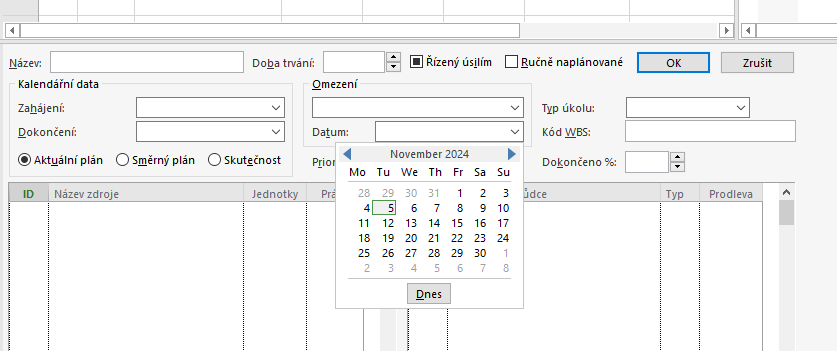 Název:
Doba trvání:
Řízený úsilím
Ručně naplánované
OK
Zrušit
Kalendářní data
Omezení
Zahájení:
Typ úkolu:
Dokončení:
Datum:
Kód WBS:
Aktuální plán
Směrný plán
Skutečnost
Prior
Dokončeno %:
November 2024
Mo Tu We Th Fr Sa Su
28 29 30 31 1 2 3
4 5 6 7 8 9 10
11 12 13 14 15 16 17
18 19 20 21 22 23 24
25 26 27 28 29 30 1
2 3 4 5 6 7 8
Dnes
ID
Název zdroje
Jednotky
Prá
ůdce
Typ
Prodleva